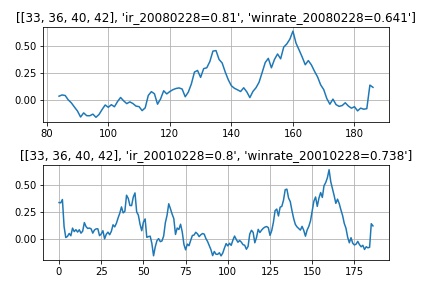 [[33, 36, 40, 42], 'ir_20080228=0.81', 'winrate_20080228=0.641']
0.50
0.25
0.00
80 100 120 140 160 180
[[33, 36, 40, 42], 'ir_20010228=0.8', 'winrate_20010228=0.738']
0.50
0.25
0.00
0 25 50 75 100 125 150 175